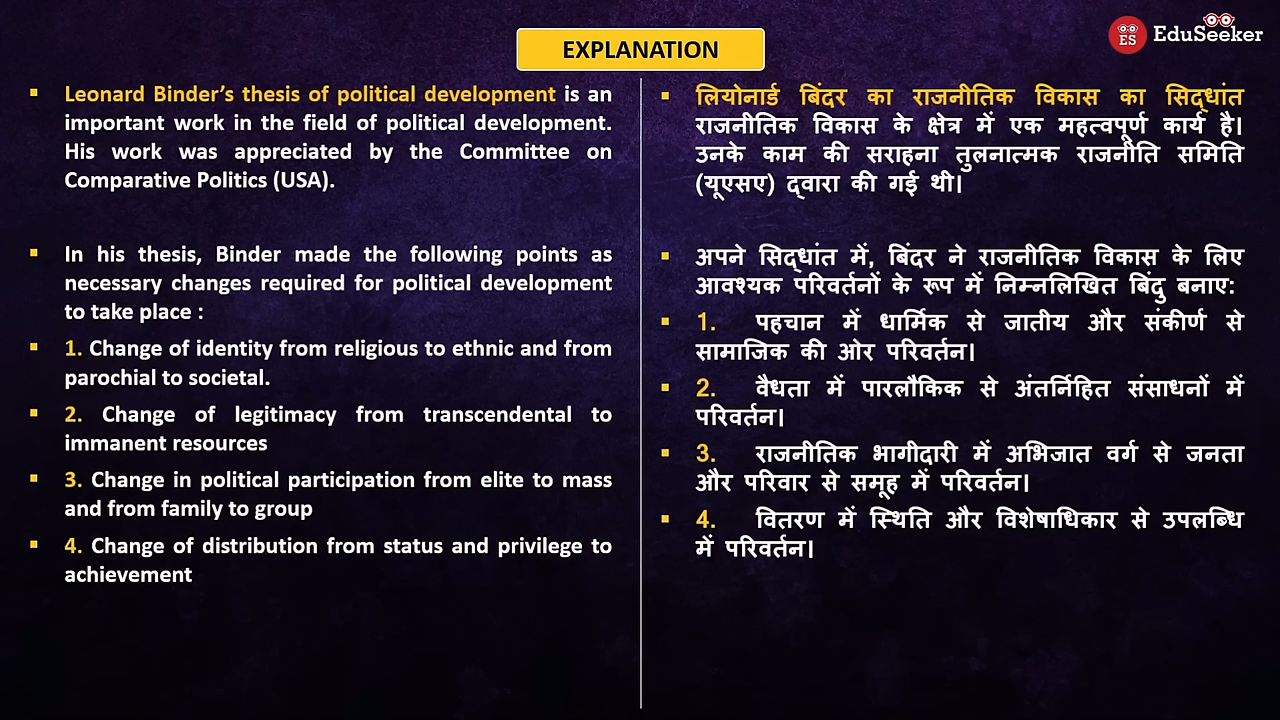 EXPLANATION
ES EduSeeker
▪ Leonard Binder’s thesis of political development is an
important work in the field of political development.
His work was appreciated by the Committee on
Comparative Politics (USA).
▪ In his thesis, Binder made the following points as
necessary changes required for political development
to take place :
▪ 1. Change of identity from religious to ethnic and from
parochial to societal.
▪ 2. Change of legitimacy from transcendental to
immanent resources
▪ 3. Change in political participation from elite to mass
and from family to group
▪ 4. Change of distribution from status and privilege to
achievement
▪ लियोनार्ड बिंदर का राजनीतिक विकास का सिद्धांत
राजनीतिक विकास के क्षेत्र में एक महत्वपूर्ण कार्य है।
उनके काम की सराहना तुलनात्मक राजनीति समिति
(यूएसए) द्वारा की गई थी।
▪ अपने सिद्धांत में, बिंदर ने राजनीतिक विकास के लिए
आवश्यक परिवर्तनों के रूप में निम्नलिखित बिंदु बनाए:
▪ 1. पहचान में धार्मिक से जातीय और संकीर्ण से
सामाजिक की ओर परिवर्तन।
▪ 2. वैधता में पारलौकिक से अंतर्निहित संसाधनों में
परिवर्तन।
▪ 3. राजनीतिक भागीदारी में अभिजात वर्ग से जनता
और परिवार से समूह में परिवर्तन।
▪ 4. वितरण में स्थिति और विशेषाधिकार से उपलब्धि
में परिवर्तन।